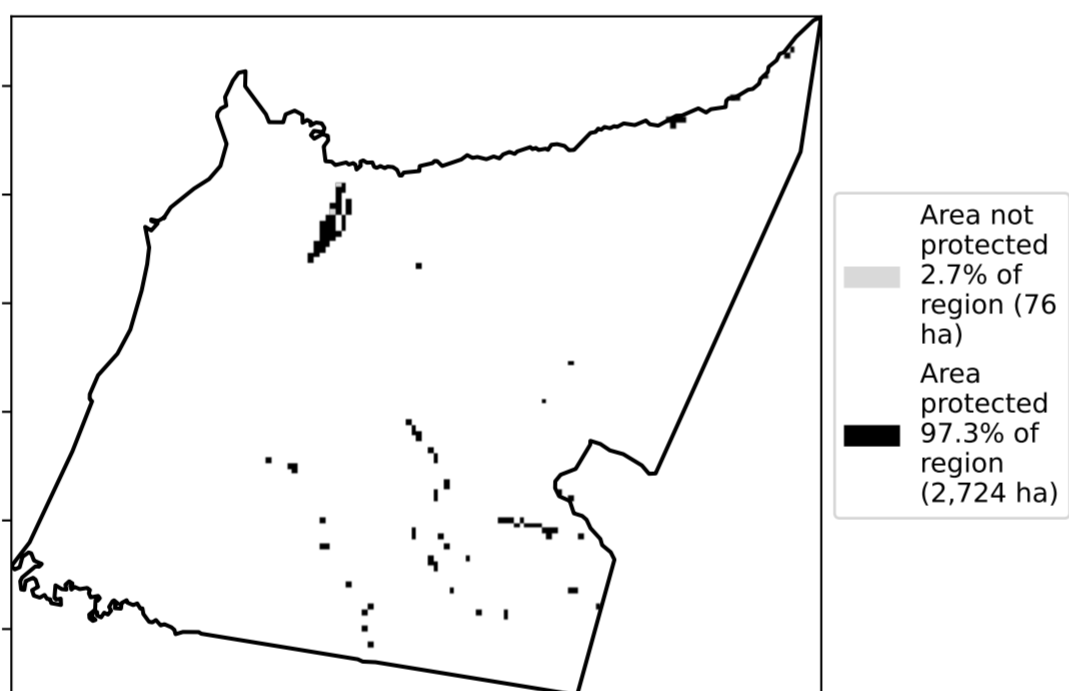 Area not
protected
2.7% of
region (76
ha)
Area
protected
97.3% of
region
(2,724 ha)